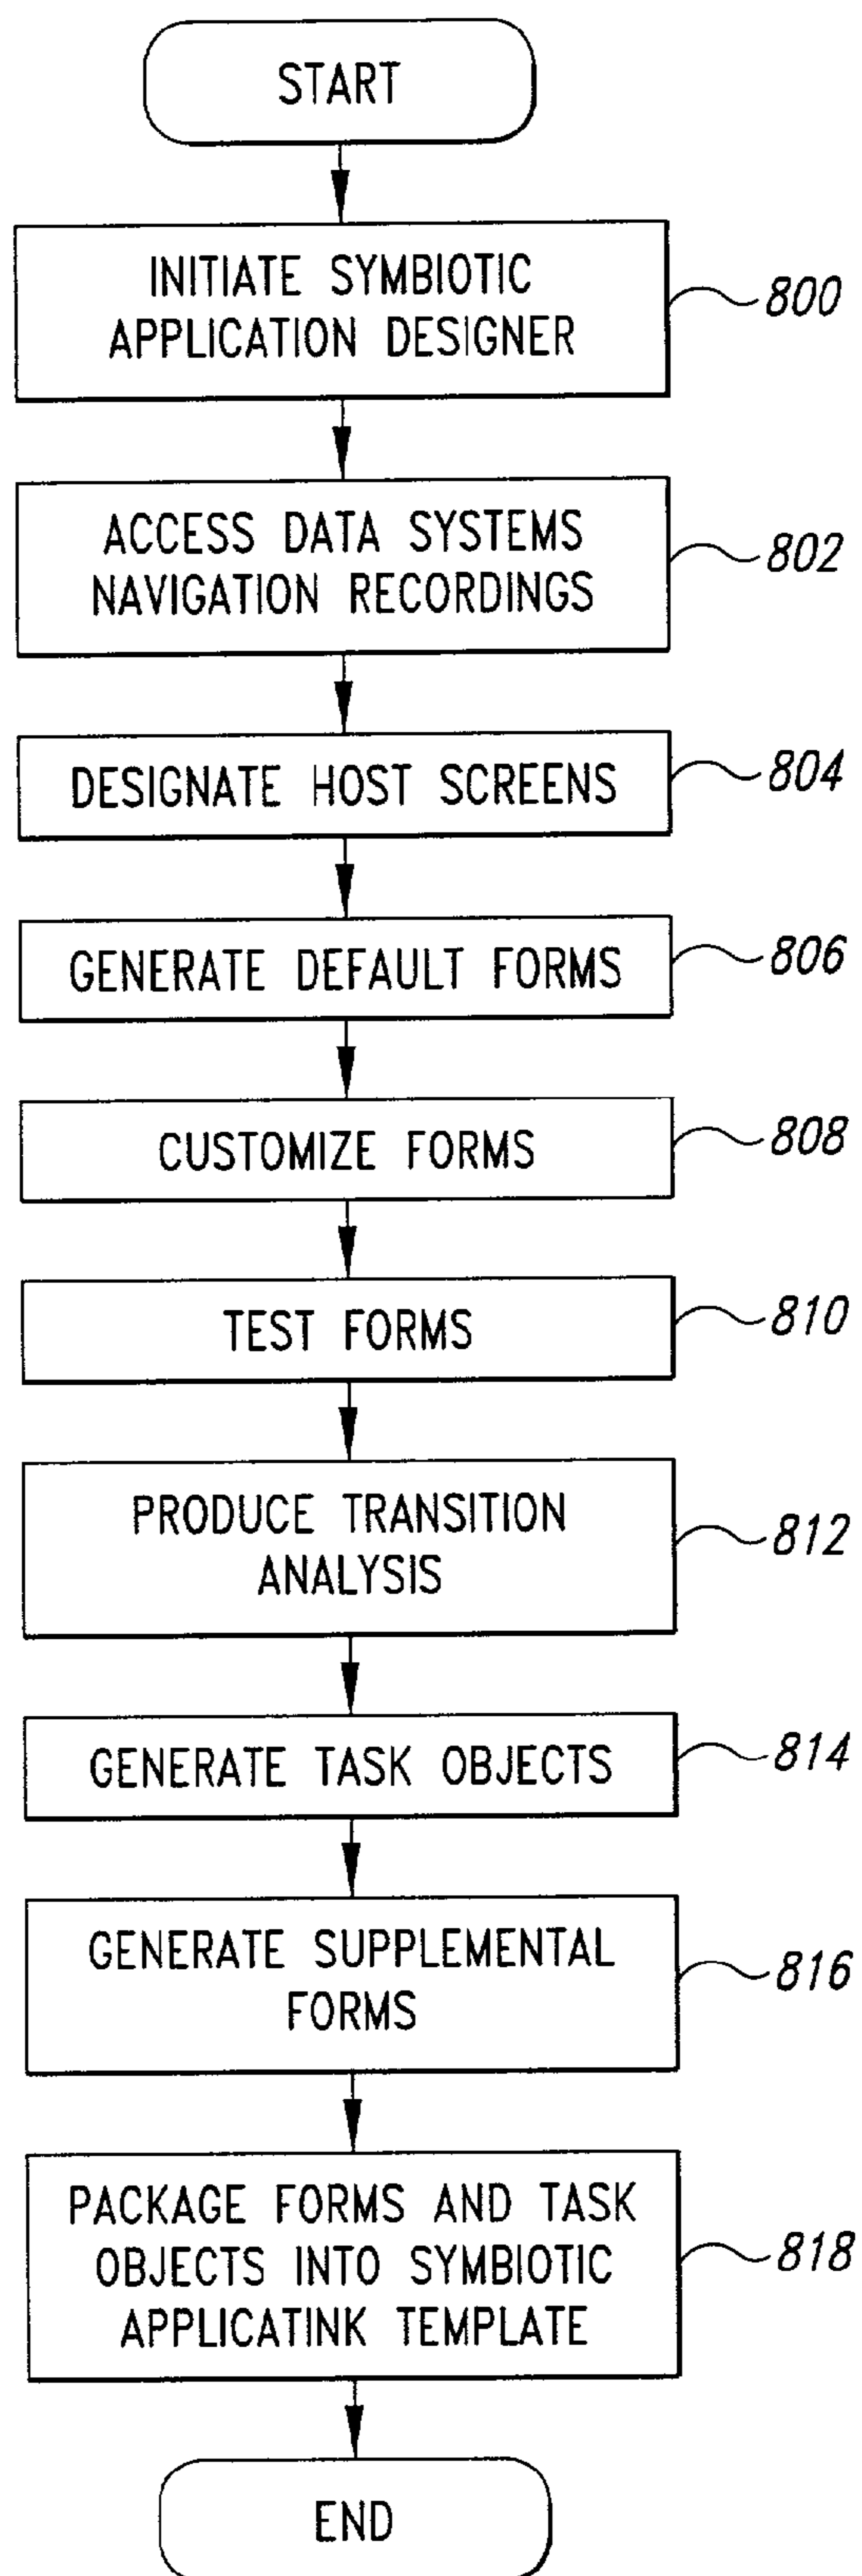 START
INITIATE SYMBIOTIC
APPLICATION DESIGNER
800
ACCESS DATA SYSTEMS
NAVIGATION RECORDINGS
802
DESIGNATE HOST SCREENS
804
GENERATE DEFAULT FORMS
806
CUSTOMIZE FORMS
808
TEST FORMS
810
PRODUCE TRANSITION
ANALYSIS
812
GENERATE TASK OBJECTS
814
GENERATE SUPPLEMENTAL
FORMS
816
PACKAGE FORMS AND TASK
OBJECTS INTO SYMBIOTIC
APPLICATINK TEMPLATE
818
END